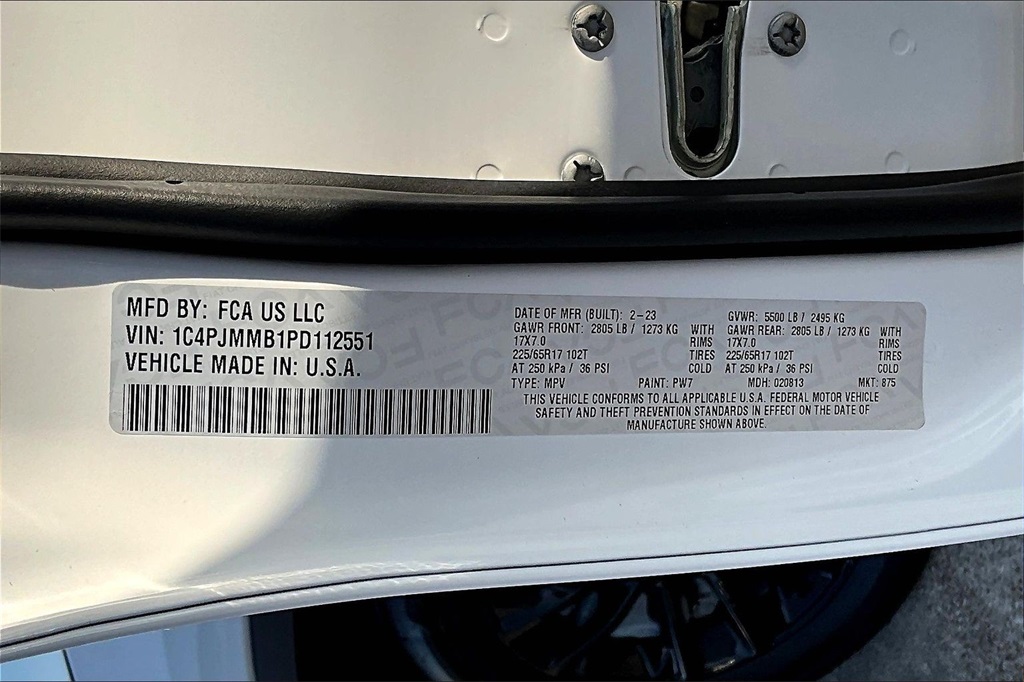 MFD BY: FCA US LLC
VIN: 1C4PJMMB1PD112551
VEHICLE MADE IN: U.S.A.
DATE OF MFR (BUILT): 2-23 GVWR: 5500 LB / 2495 KG
GAWR FRONT: 2805 LB / 1273 KG WITH GAWR REAR: 2805 LB / 1273 KG WITH
17X7.0 RIMS 17X7.0 RIMS
225/65R17 102T TIRES 225/65R17 102T TIRES
AT 250 kPa / 36 PSI COLD AT 250 kPa / 36 PSI COLD
TYPE: MPV PAINT: PW7 MDH: 020813 MKT: 875
THIS VEHICLE CONFORMS TO ALL APPLICABLE U.S.A. FEDERAL MOTOR VEHICLE
SAFETY AND THEFT PREVENTION STANDARDS IN EFFECT ON THE DATE OF
MANUFACTURE SHOWN ABOVE.